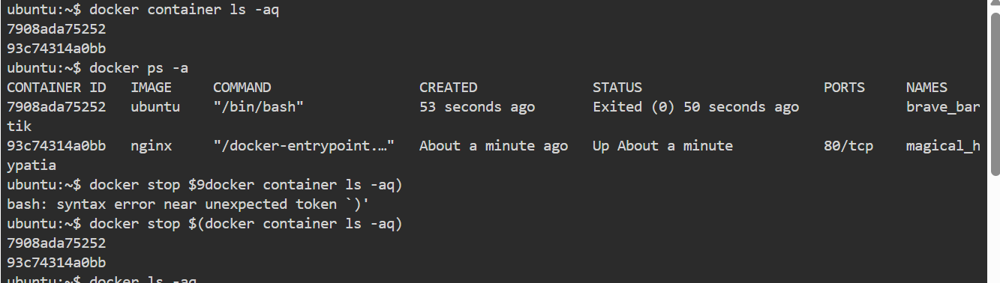 ubuntu:~$ docker container ls -aq
7908ada75252
93c74314a0bb
ubuntu:~$ docker ps -a
CONTAINER ID   IMAGE     COMMAND                  CREATED              STATUS                      PORTS     NAMES
7908ada75252   ubuntu    "/bin/bash"              53 seconds ago       Exited (0) 50 seconds ago             brave_bar
tik
93c74314a0bb   nginx     "/docker-entrypoint.…"   About a minute ago   Up About a minute           80/tcp    magical_h
ypatia
ubuntu:~$ docker stop $9docker container ls -aq)
bash: syntax error near unexpected token `)'
ubuntu:~$ docker stop $(docker container ls -aq)
7908ada75252
93c74314a0bb
ubuntu:~$ docker ls -aq